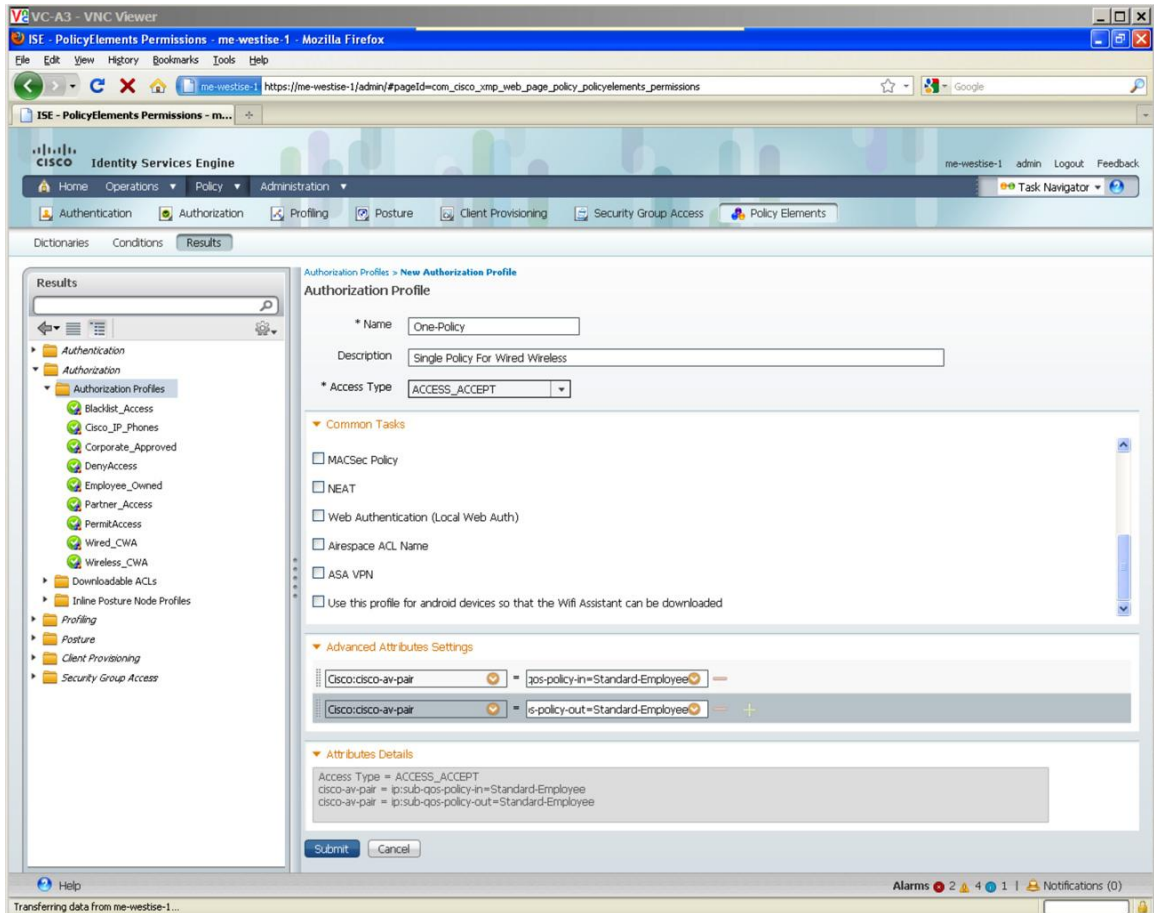 VC-A3 - VNC Viewer
ISE - PolicyElements Permissions - me-westise-1 - Mozilla Firefox
File Edit View History Bookmarks Tools Help
me-westise-1 https://me-westise-1/admin/#pageId=com_cisco_xmp_web_page_policy_policyelements_permissions Google
ISE - PolicyElements Permissions - m...
CISCO Identity Services Engine me-westise-1 admin Logout Feedback
Home Operations Policy Administration Task Navigator
Authentication Authorization Profiling Posture Client Provisioning Security Group Access Policy Elements
Dictionaries Conditions Results
Results
Authentication
Authorization
Authorization Profiles
Blacklist_Access
Cisco_IP_Phones
Corporate_Approved
DenyAccess
Employee_Owned
Partner_Access
PermitAccess
Wired_CWA
Wireless_CWA
Downloadable ACLs
Inline Posture Node Profiles
Profiling
Posture
Client Provisioning
Security Group Access
Authorization Profiles > New Authorization Profile
Authorization Profile
* Name One-Policy
Description Single Policy For Wired Wireless
* Access Type ACCESS_ACCEPT
Common Tasks
MACSec Policy
NEAT
Web Authentication (Local Web Auth)
Airespace ACL Name
ASA VPN
Use this profile for android devices so that the Wifi Assistant can be downloaded
Advanced Attributes Settings
Cisco:cisco-av-pair = qos-policy-in=Standard-Employee
Cisco:cisco-av-pair = s-policy-out=Standard-Employee
Attributes Details
Access Type = ACCESS_ACCEPT
cisco-av-pair = ip:sub-qos-policy-in=Standard-Employee
cisco-av-pair = ip:sub-qos-policy-out=Standard-Employee
Submit Cancel
Help Alarms 2 4 1 | Notifications (0)
Transferring data from me-westise-1...